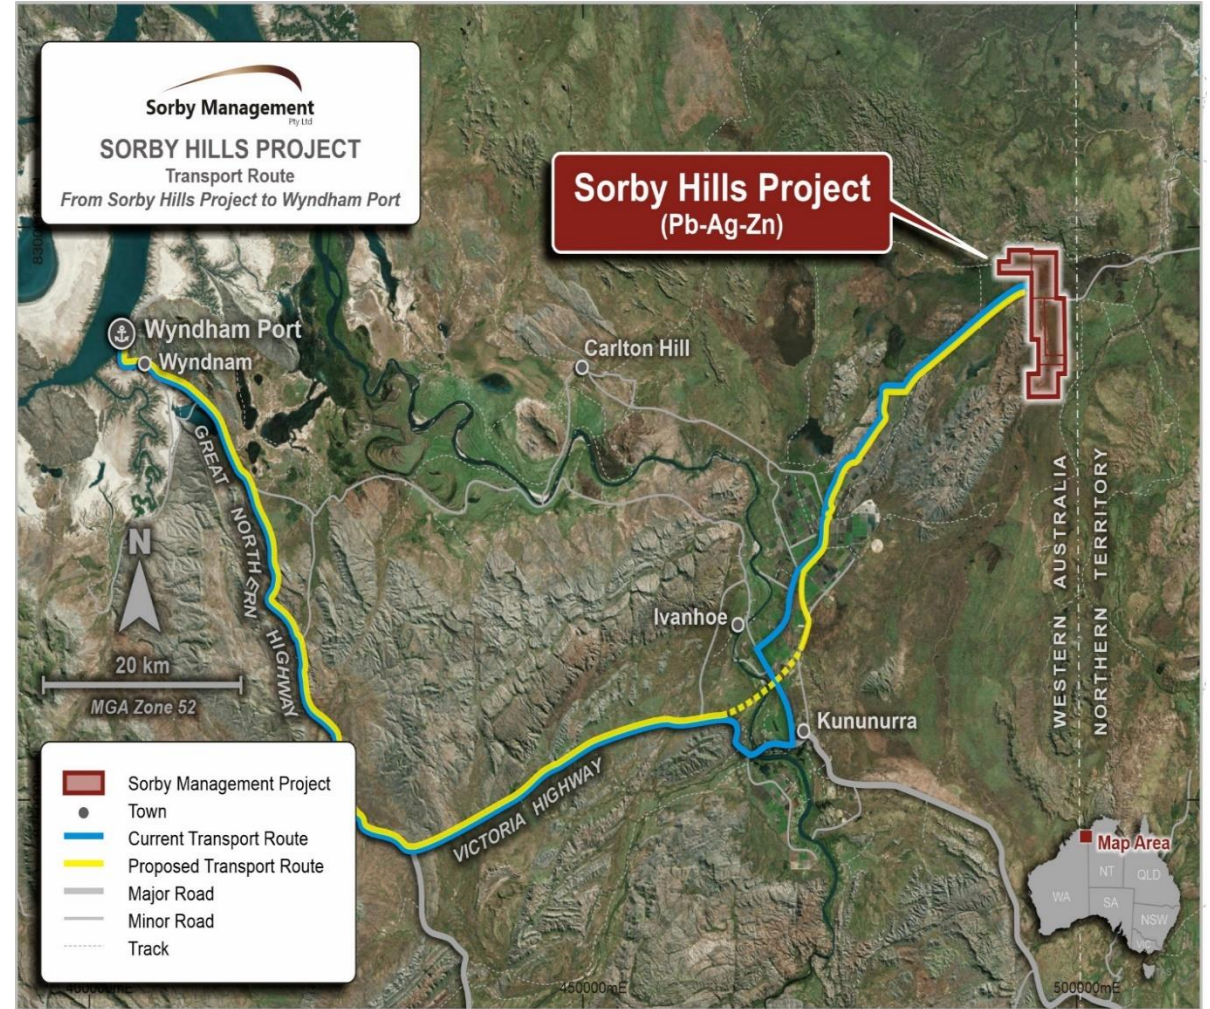 Sorby Management
Pty Ltd
SORBY HILLS PROJECT
Transport Route
From Sorby Hills Project to Wyndham Port
Sorby Hills Project
(Pb-Ag-Zn)
Wyndham Port
Wyndnam
Carlton Hill
GREAT NORTHERN HIGHWAY
N
20 km
MGA Zone 52
Ivanhoe
Kununurra
VICTORIA HIGHWAY
WESTERN AUSTRALIA
NORTHERN TERRITORY
Sorby Management Project
Town
Current Transport Route
Proposed Transport Route
Major Road
Minor Road
Track
Map Area
WA
NT
QLD
SA
NSW
VIC
450000mE
500000mE